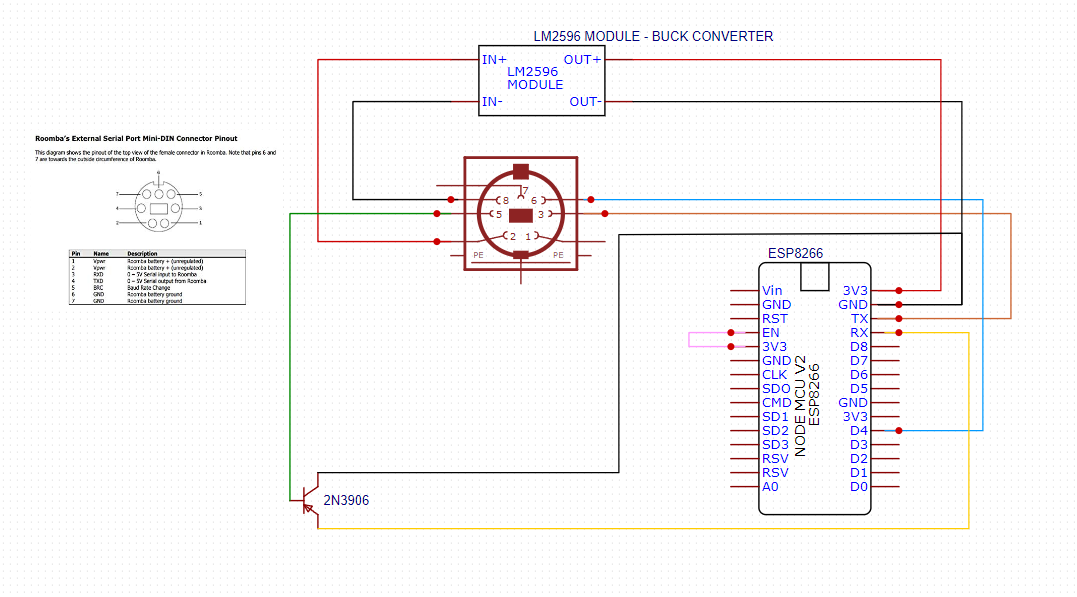 LM2596 MODULE - BUCK CONVERTER
IN+ OUT+
LM2596
MODULE
IN- OUT-
Roomba's External Serial Port Mini-DIN Connector Pinout
This diagram shows the pinout of the top view of the female connector in Roomba. Note that pins 6 and
7 are towards the outside circumference of Roomba.
6
7 5
4 3
2 1
Pin Name Description
1 Vpwr Roomba battery + (unregulated)
2 Vpwr Roomba battery + (unregulated)
3 RXD 0 – 5V Serial input to Roomba
4 TXD 0 – 5V Serial output from Roomba
5 BRC Baud Rate Change
6 GND Roomba battery ground
7 GND Roomba battery ground
7
8 6
5 3
2 1
PE PE
ESP8266
Vin 3V3
GND GND
RST TX
EN RX
3V3 D8
GND D7
CLK D6
SDO D5
CMD GND
SD1 3V3
SD2 D4
SD3 D3
RSV D2
RSV D1
A0 D0
NODE MCU V2
ESP8266
2N3906